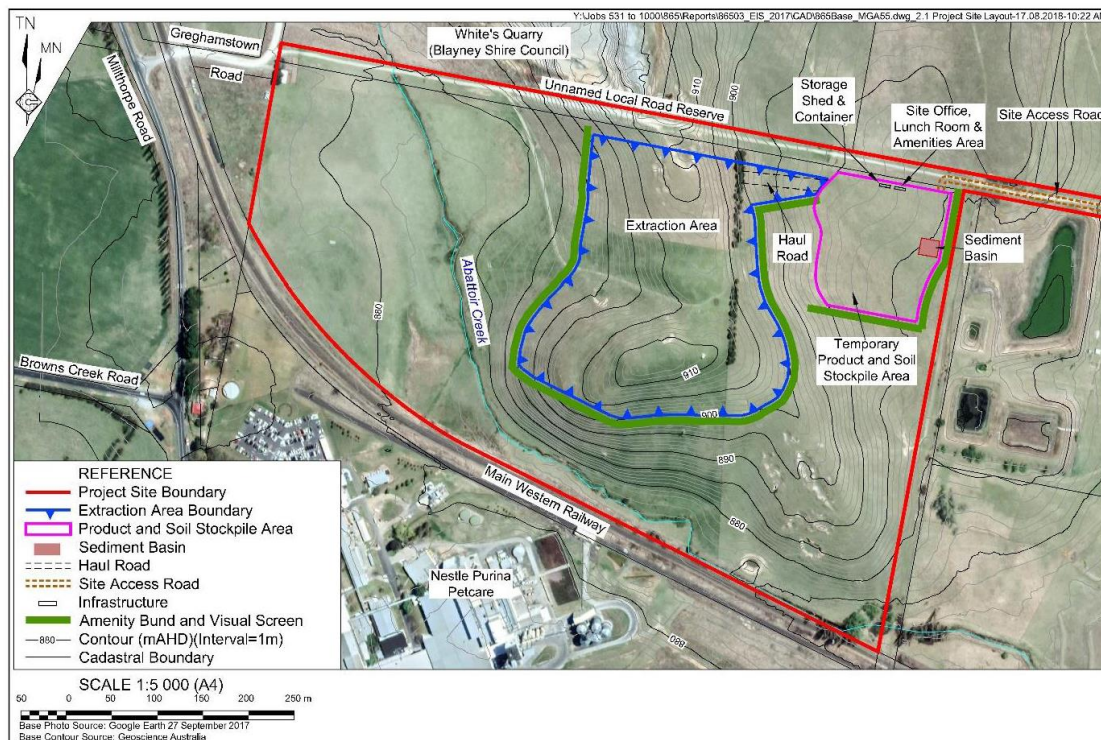 Y:\Jobs 531 to 1000\865\Reports\86503_EIS_2017\CAD\865Base_MGA55.dwg_2.1 Project Site Layout-17.08.2018-10:22 AM
TN
MN
Greghamstown
Road
Millthorpe Road
White's Quarry
(Blayney Shire Council)
Unnamed Local Road Reserve
910
900
Storage
Shed &
Container
Site Office,
Lunch Room &
Amenities Area
Site Access Road
Extraction Area
Haul
Road
Sediment
Basin
Abattoir Creek
880
Temporary
Product and Soil
Stockpile Area
910
900
890
880
Browns Creek Road
Main Western Railway
Nestle Purina
Petcare
880
REFERENCE
Project Site Boundary
Extraction Area Boundary
Product and Soil Stockpile Area
Sediment Basin
Haul Road
Site Access Road
Infrastructure
Amenity Bund and Visual Screen
880
Contour (mAHD)(Interval=1m)
Cadastral Boundary
SCALE 1:5 000 (A4)
50 0 50 100 150 200 250 m
Base Photo Source: Google Earth 27 September 2017
Base Contour Source: Geoscience Australia